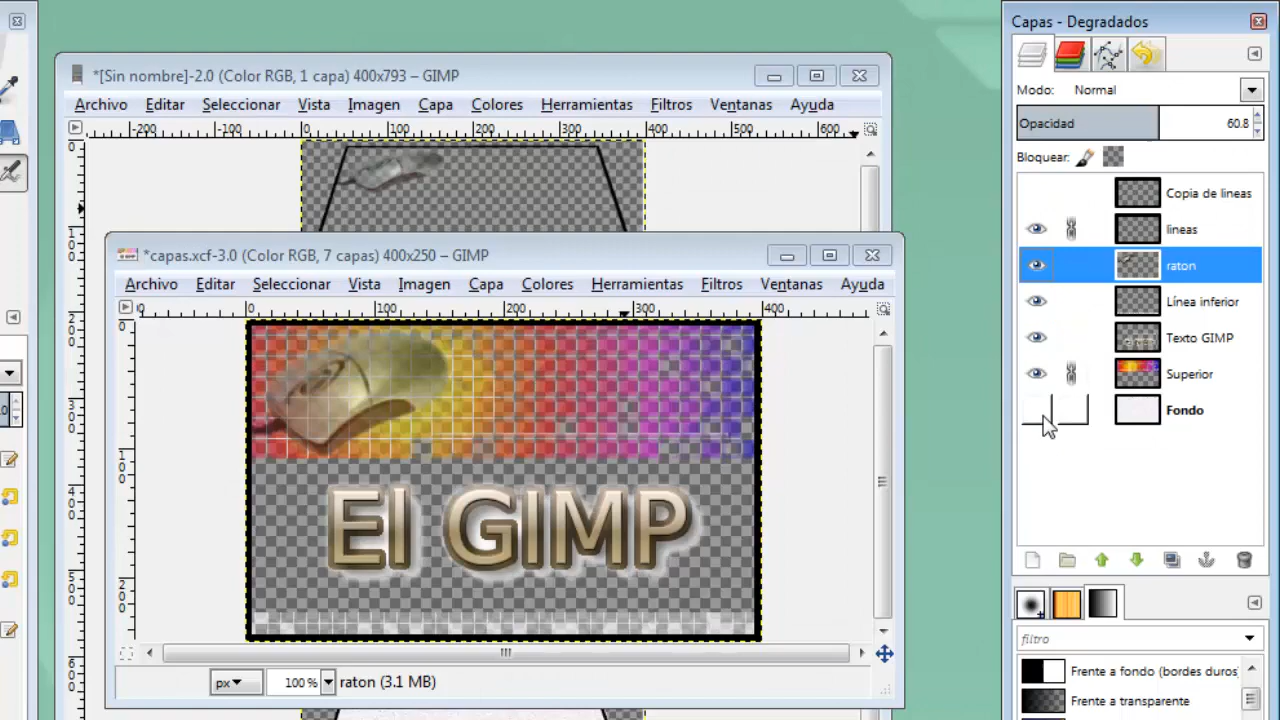 *[Sin nombre]-2.0 (Color RGB, 1 capa) 400x793 – GIMP
Archivo Editar Seleccionar Vista Imagen Capa Colores Herramientas Filtros Ventanas Ayuda
-200 -100 0 100 200 300 400 500 600
*capas.xcf-3.0 (Color RGB, 7 capas) 400x250 – GIMP
Archivo Editar Seleccionar Vista Imagen Capa Colores Herramientas Filtros Ventanas Ayuda
0 100 200 300 400
El GIMP
px 100 % raton (3.1 MB)
Capas - Degradados
Modo: Normal
Opacidad 60.8
Bloquear:
Copia de lineas
lineas
raton
Línea inferior
Texto GIMP
Superior
Fondo
filtro
Frente a fondo (bordes duros)
Frente a transparente